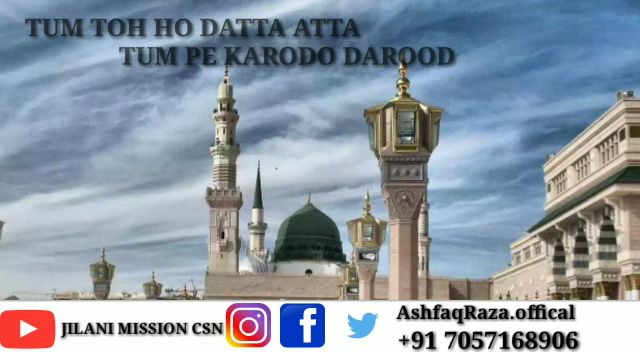 TUM TOH HO DATTA ATTA
TUM PE KARODO DAROOD
JILANI MISSION CSN
AshfaqRaza.offical
+91 7057168906